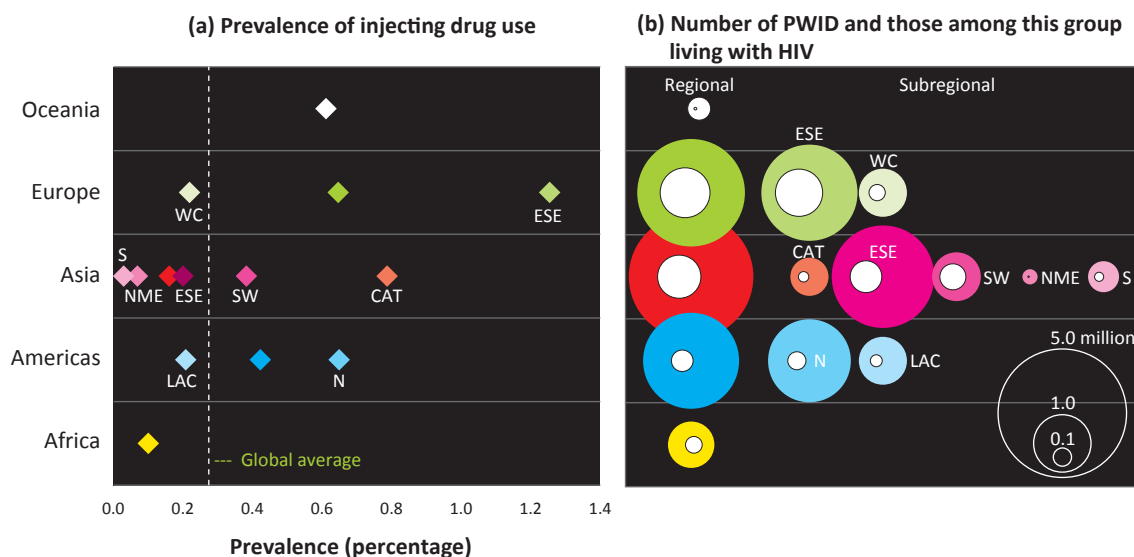 (a) Prevalence of injecting drug use
Oceania
Europe
WC
ESE
S
Asia
NME
ESE
SW
CAT
Americas
LAC
N
Africa
--- Global average
0.0
0.2
0.4
0.6
0.8
1.0
1.2
1.4
Prevalence (percentage)
(b) Number of PWID and those among this group
living with HIV
Regional
Subregional
ESE
WC
CAT
ESE
SW
NME
S
N
LAC
5.0 million
1.0
0.1